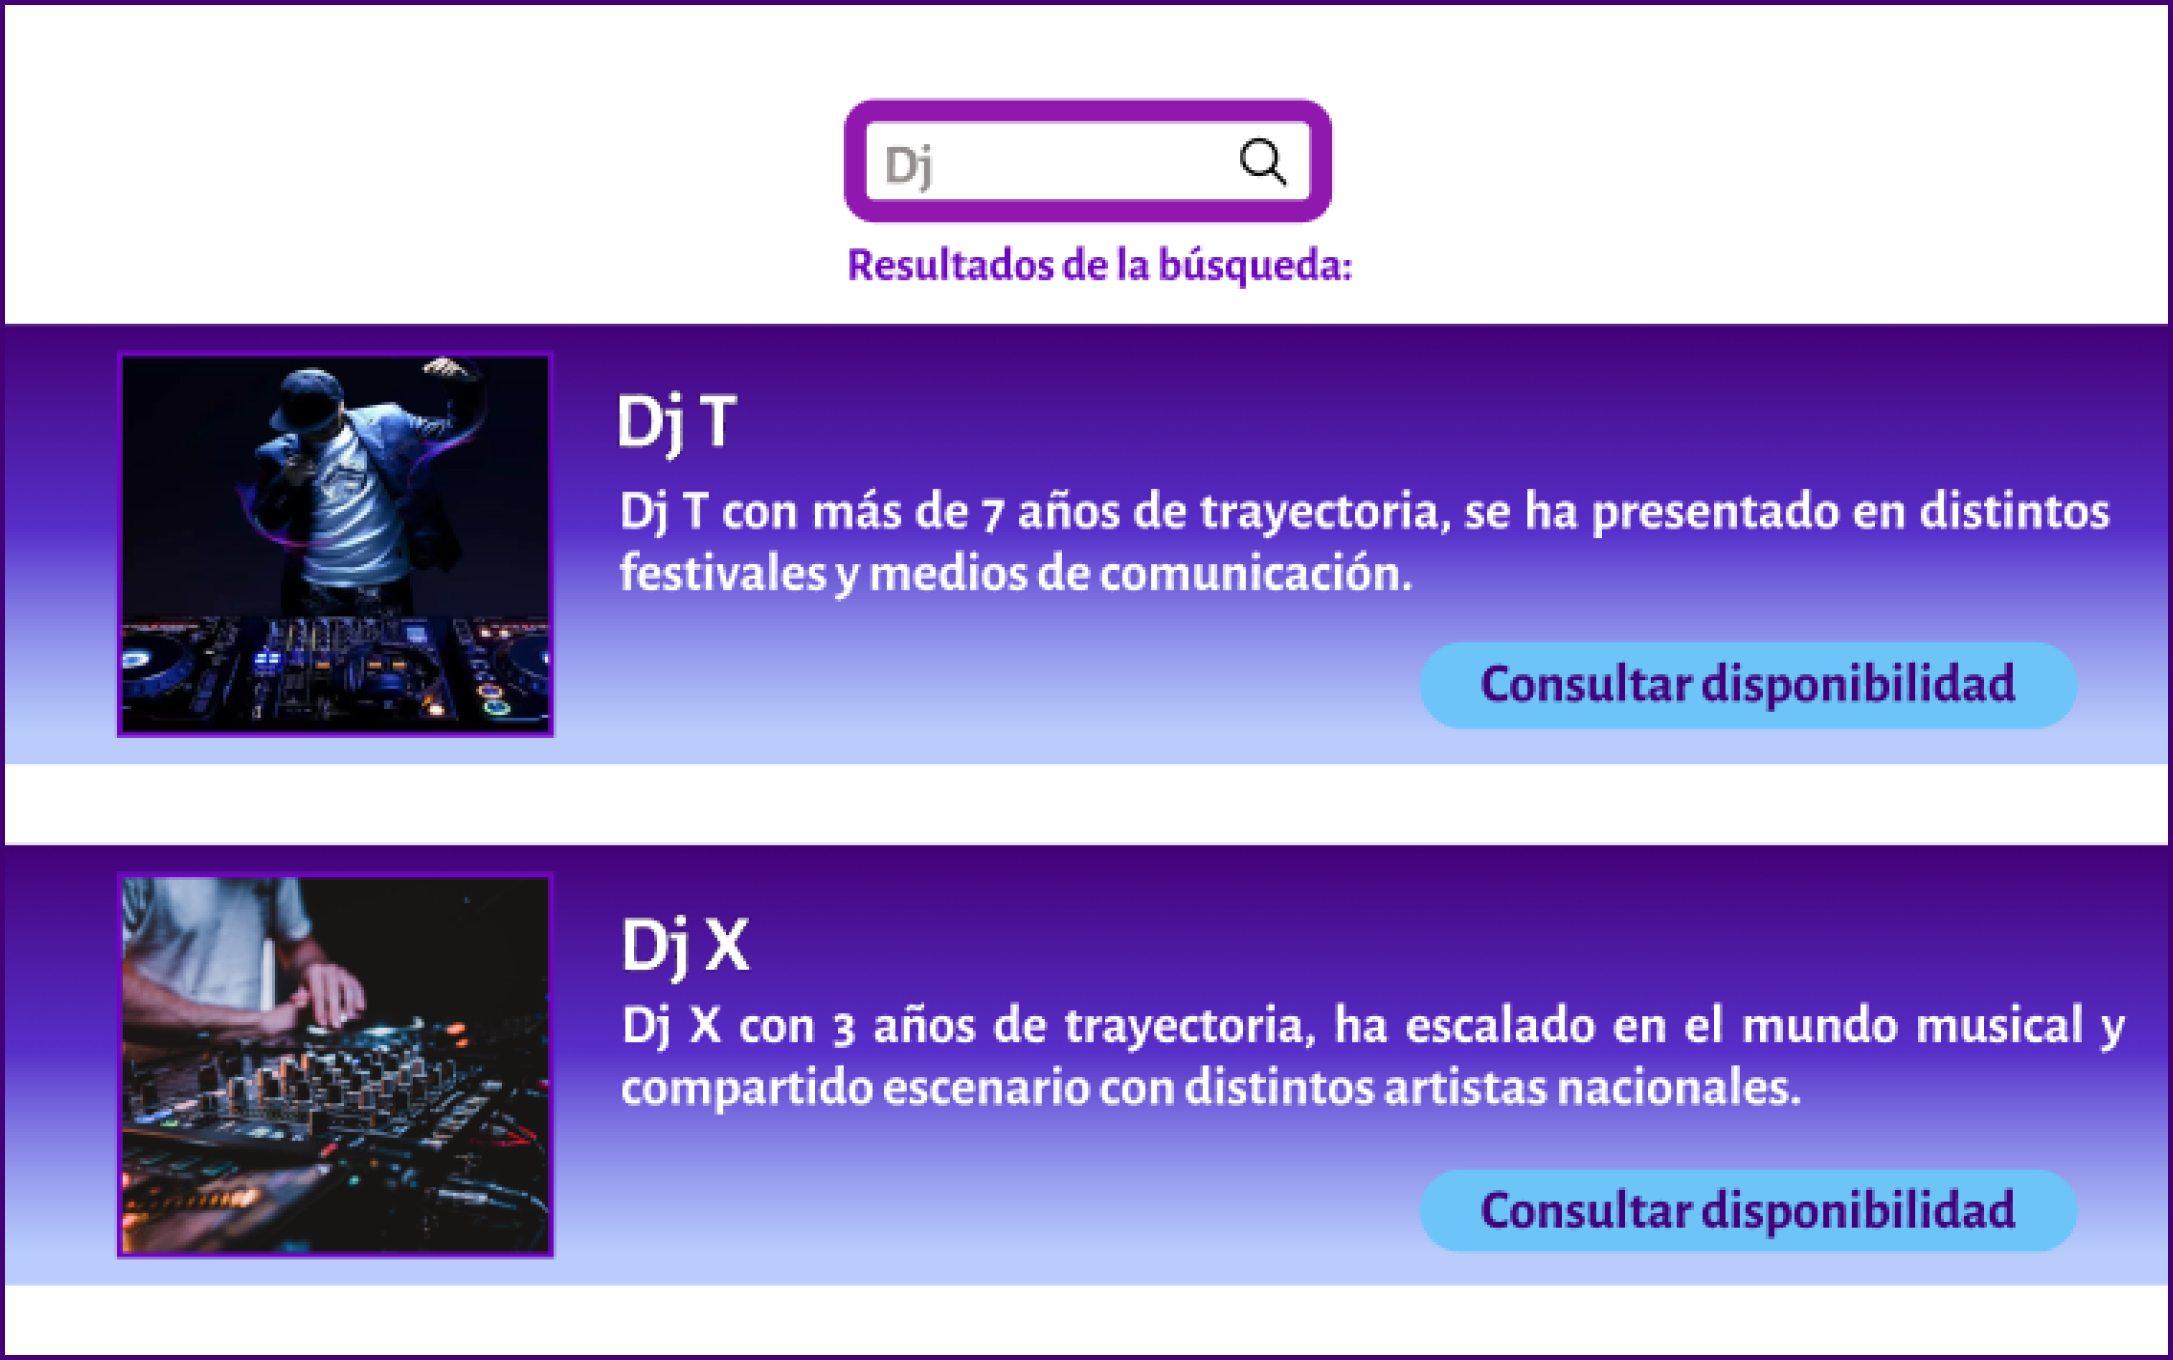 Dj
Resultados de la búsqueda:
Dj T
Dj T con más de 7 años de trayectoria, se ha presentado en distintos
festivales y medios de comunicación.
Consultar disponibilidad
Dj X
Dj X con 3 años de trayectoria, ha escalado en el mundo musical y
compartido escenario con distintos artistas nacionales.
Consultar disponibilidad